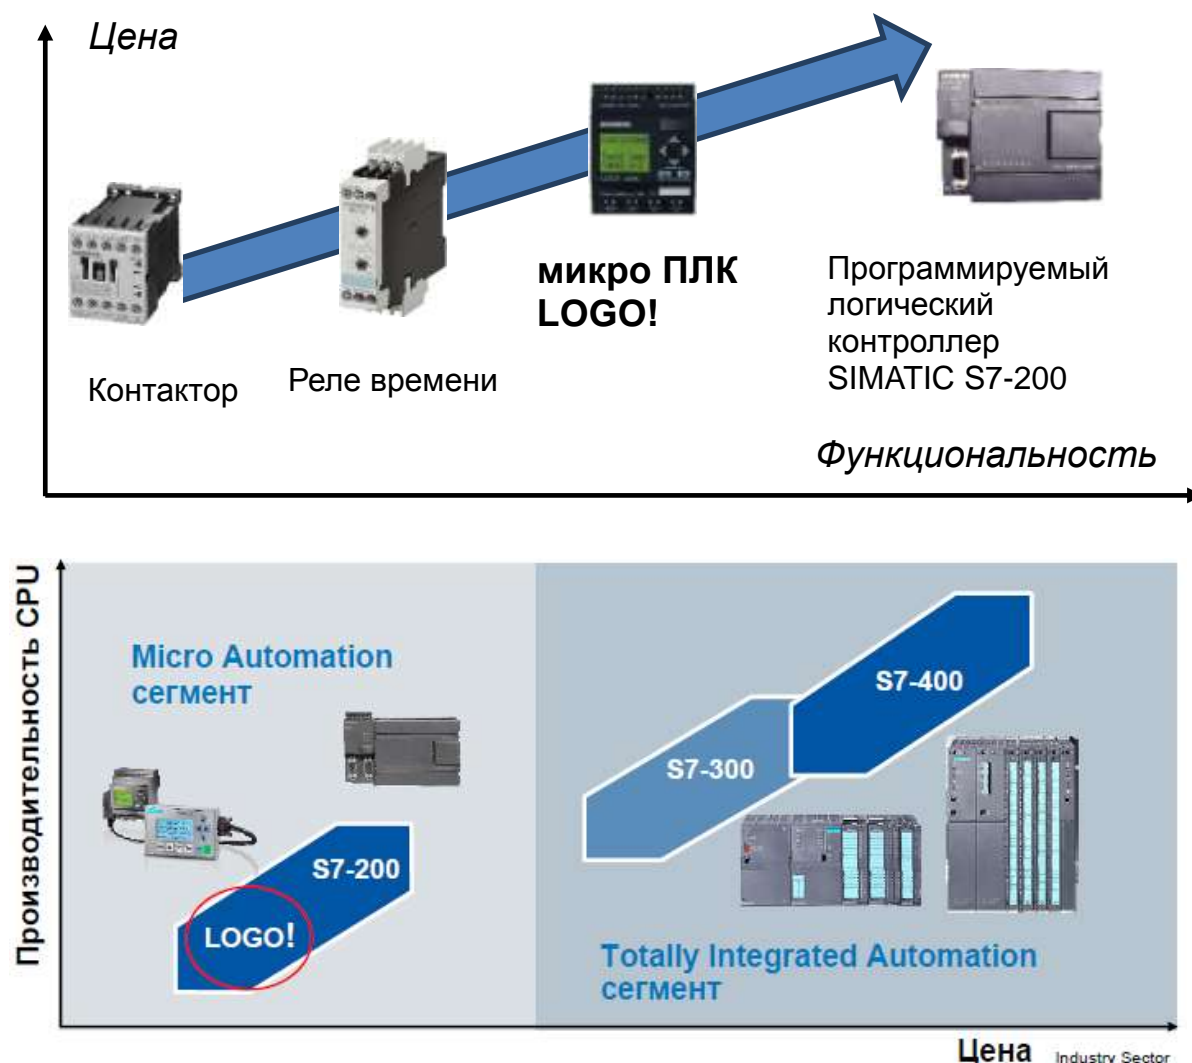 Цена
микро ПЛК
LOGO!
Программируемый
логический
контроллер
SIMATIC S7-200
Контактор
Реле времени
Функциональность
Производительность CPU
Micro Automation
сегмент
S7-400
S7-300
S7-200
LOGO!
Totally Integrated Automation
сегмент
Цена
Industry Sector